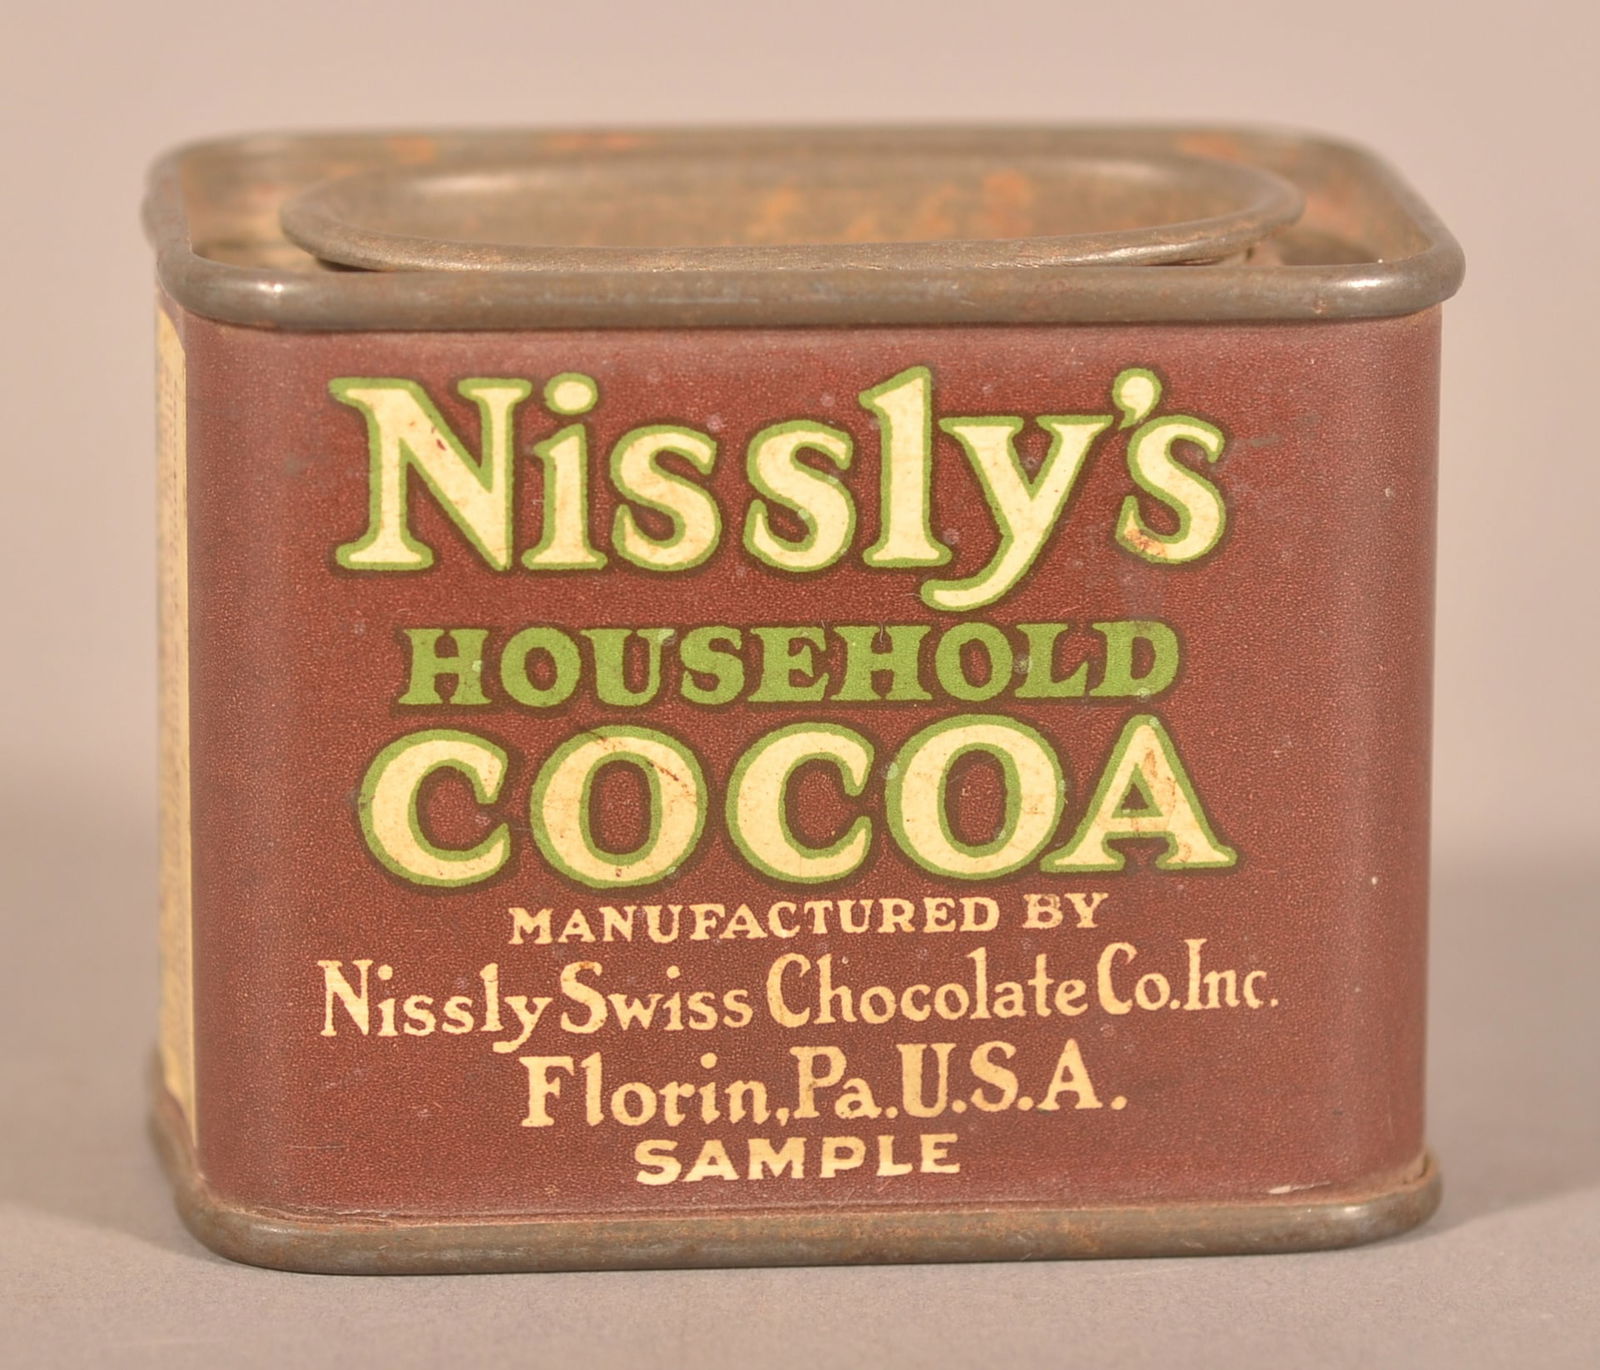 Nissly's
HOUSEHOLD
COCOA
MANUFACTURED BY
Nissly Swiss Chocolate Co. Inc.
Florin, Pa. U.S.A.
SAMPLE